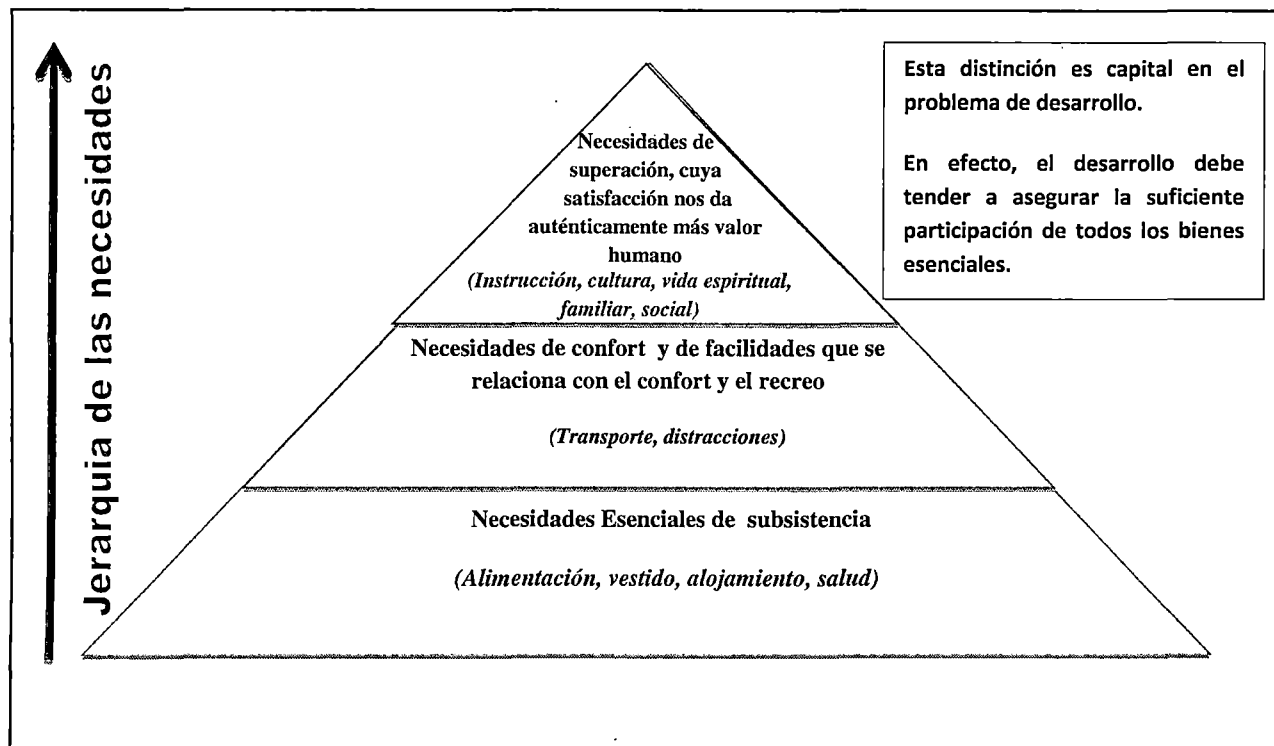 Jerarquia de las necesidades
Necesidades de
superación, cuya
satisfacción nos da
auténticamente más valor
humano
(Instrucción, cultura, vida espiritual,
familiar, social)
Necesidades de confort y de facilidades que se
relaciona con el confort y el recreo
(Transporte, distracciones)
Necesidades Esenciales de subsistencia
(Alimentación, vestido, alojamiento, salud)
Esta distinción es capital en el
problema de desarrollo.
En efecto, el desarrollo debe
tender a asegurar la suficiente
participación de todos los bienes
esenciales.